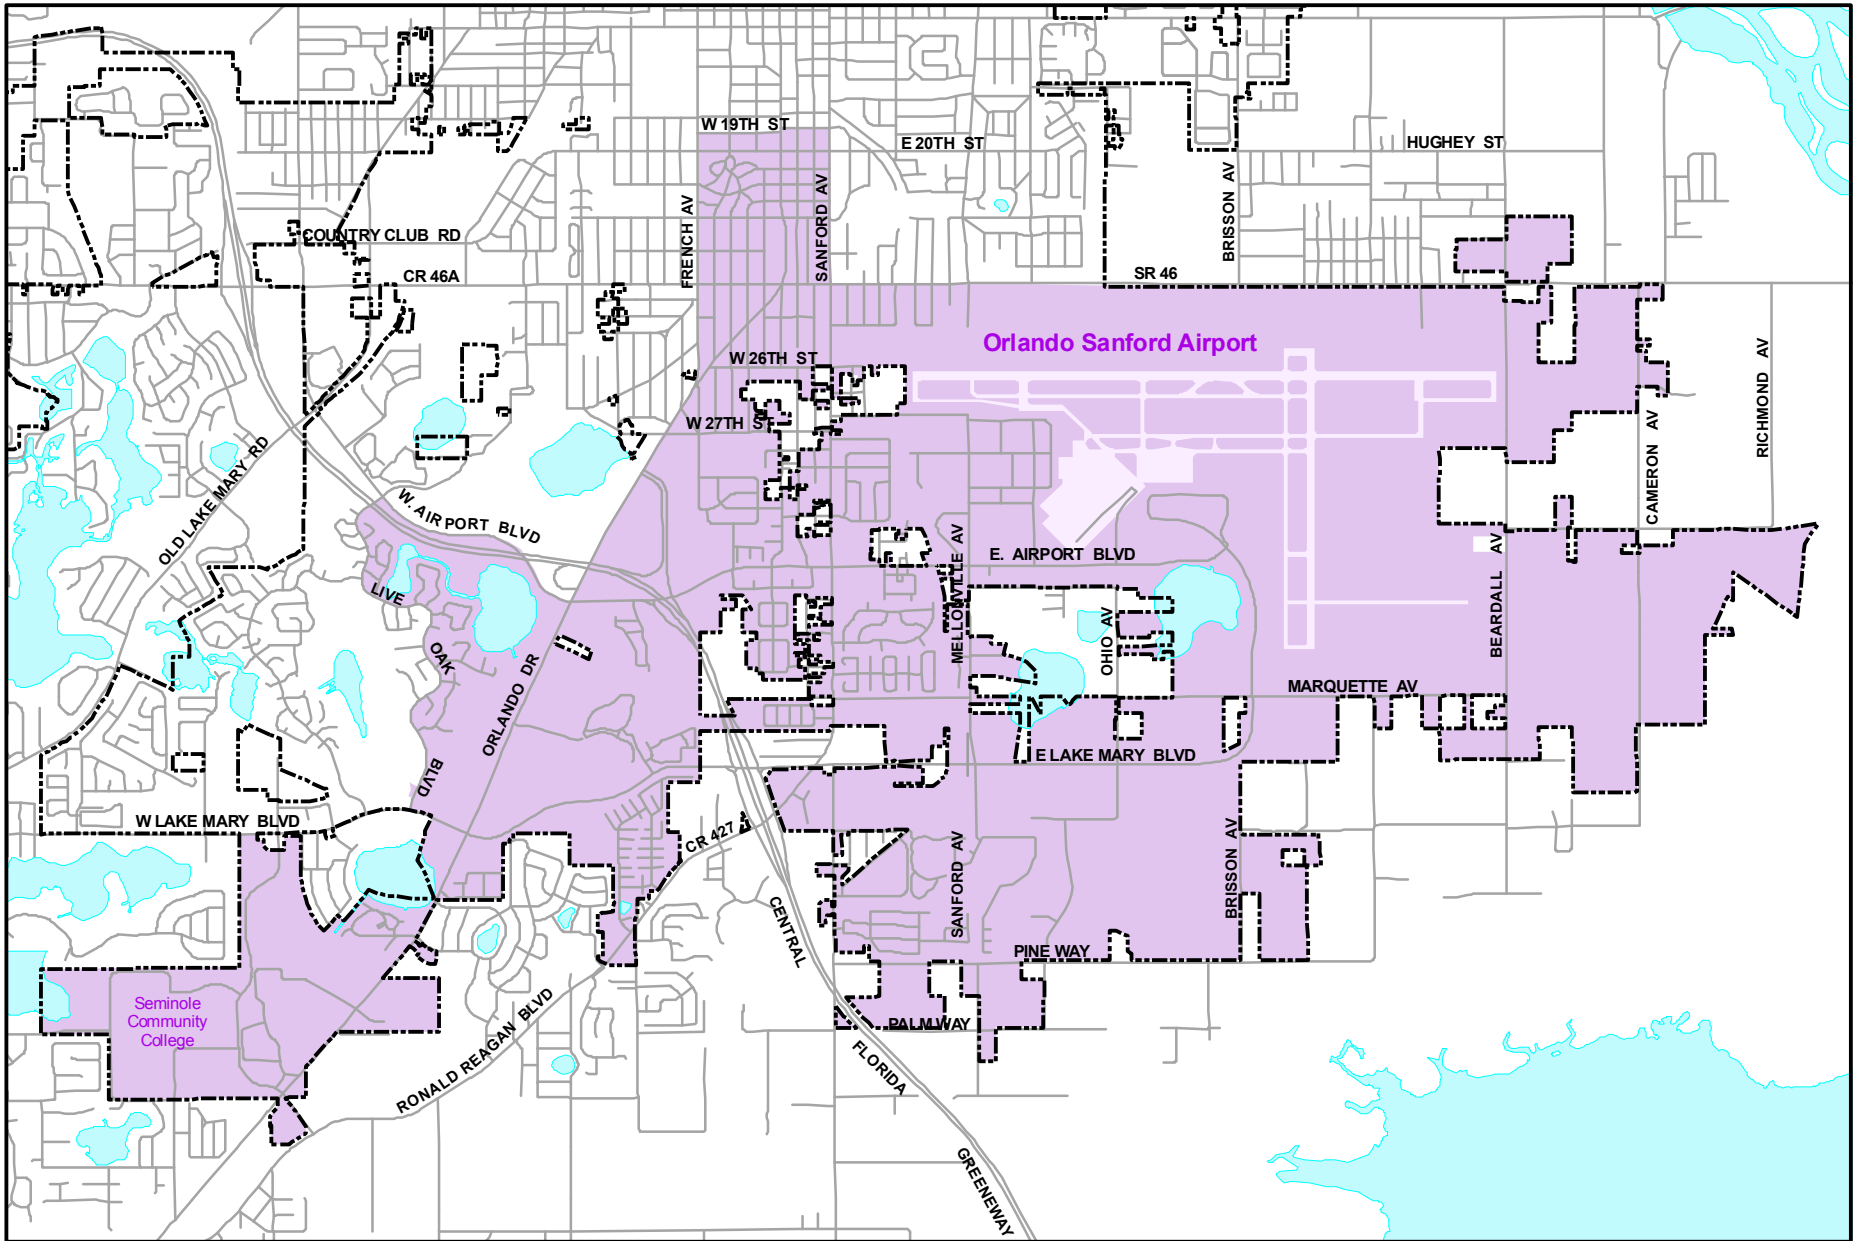 W 19TH ST
E 20TH ST
HUGHEY ST
FRENCH AV
SANFORD AV
BRISSON AV
COUNTRY CLUB RD
CR 46A
SR 46
Orlando Sanford Airport
W 26TH ST
W 27TH ST
RICHMOND AV
CAMERON AV
OLD LAKE MARY RD
W. AIRPORT BLVD
E. AIRPORT BLVD
MELLONVILLE AV
BEARDALL AV
LIVE
OAK
BLVD
ORLANDO DR
OHIO AV
MARQUETTE AV
E LAKE MARY BLVD
W LAKE MARY BLVD
CR 427
SANFORD AV
BRISSON AV
CENTRAL
FLORIDA
GREENEWAY
PINE WAY
PALM WAY
Seminole
Community
College
RONALD REAGAN BLVD